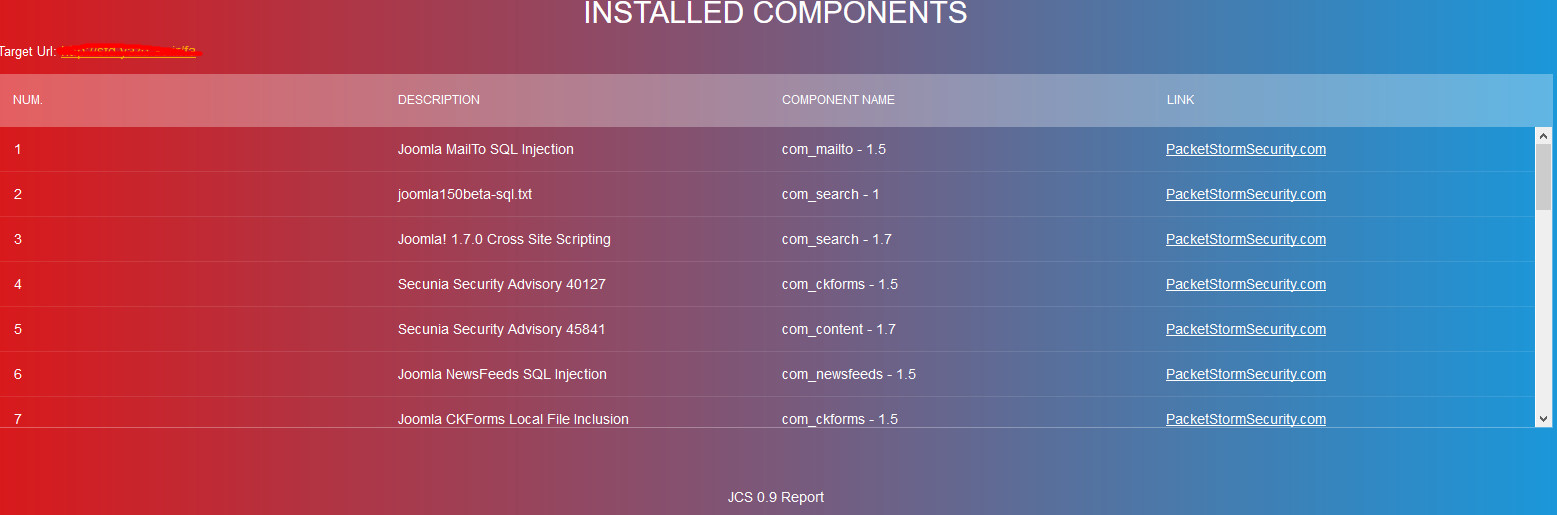 INSTALLED COMPONENTS
Target Url:
NUM. DESCRIPTION COMPONENT NAME LINK
1 Joomla MailTo SQL Injection com_mailto - 1.5 PacketStormSecurity.com
2 joomla150beta-sql.txt com_search - 1 PacketStormSecurity.com
3 Joomla! 1.7.0 Cross Site Scripting com_search - 1.7 PacketStormSecurity.com
4 Secunia Security Advisory 40127 com_ckforms - 1.5 PacketStormSecurity.com
5 Secunia Security Advisory 45841 com_content - 1.7 PacketStormSecurity.com
6 Joomla NewsFeeds SQL Injection com_newsfeeds - 1.5 PacketStormSecurity.com
7 Joomla CKForms Local File Inclusion com_ckforms - 1.5 PacketStormSecurity.com
JCS 0.9 Report